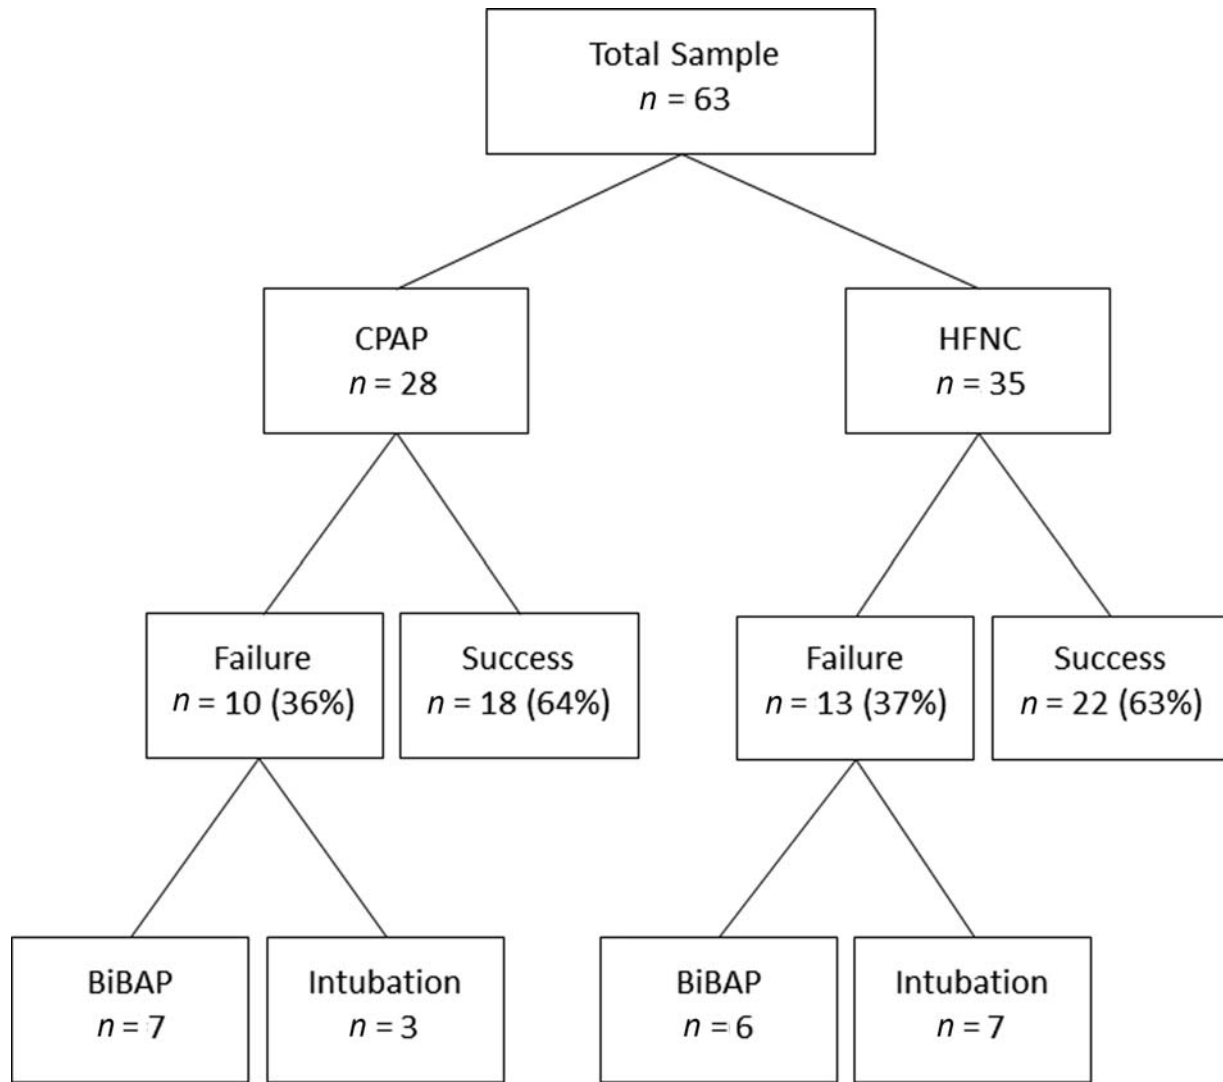 Total Sample
n = 63
CPAP
n = 28
HFNC
n = 35
Failure
n = 10 (36%)
Success
n = 18 (64%)
Failure
n = 13 (37%)
Success
n = 22 (63%)
BiBAP
n = 7
Intubation
n = 3
BiBAP
n = 6
Intubation
n = 7